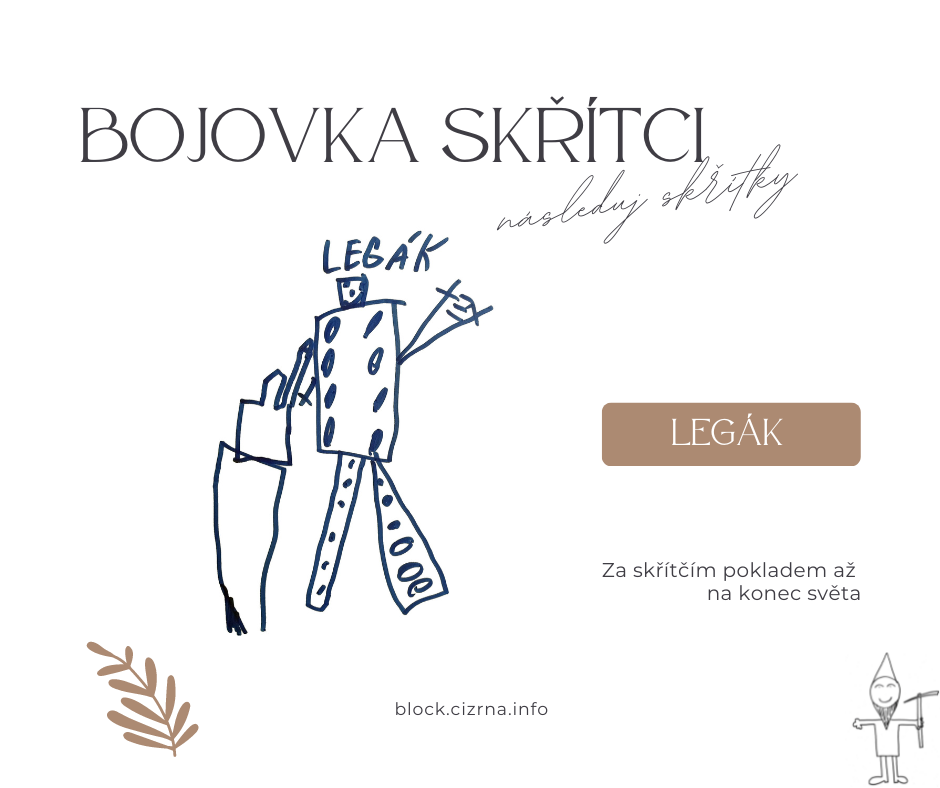 BOJOVKA SKŘÍTCI
následuj skřítky
LEGÁK
LEGÁK
Za skřítčím pokladem až
na konec světa
block.cizrna.info